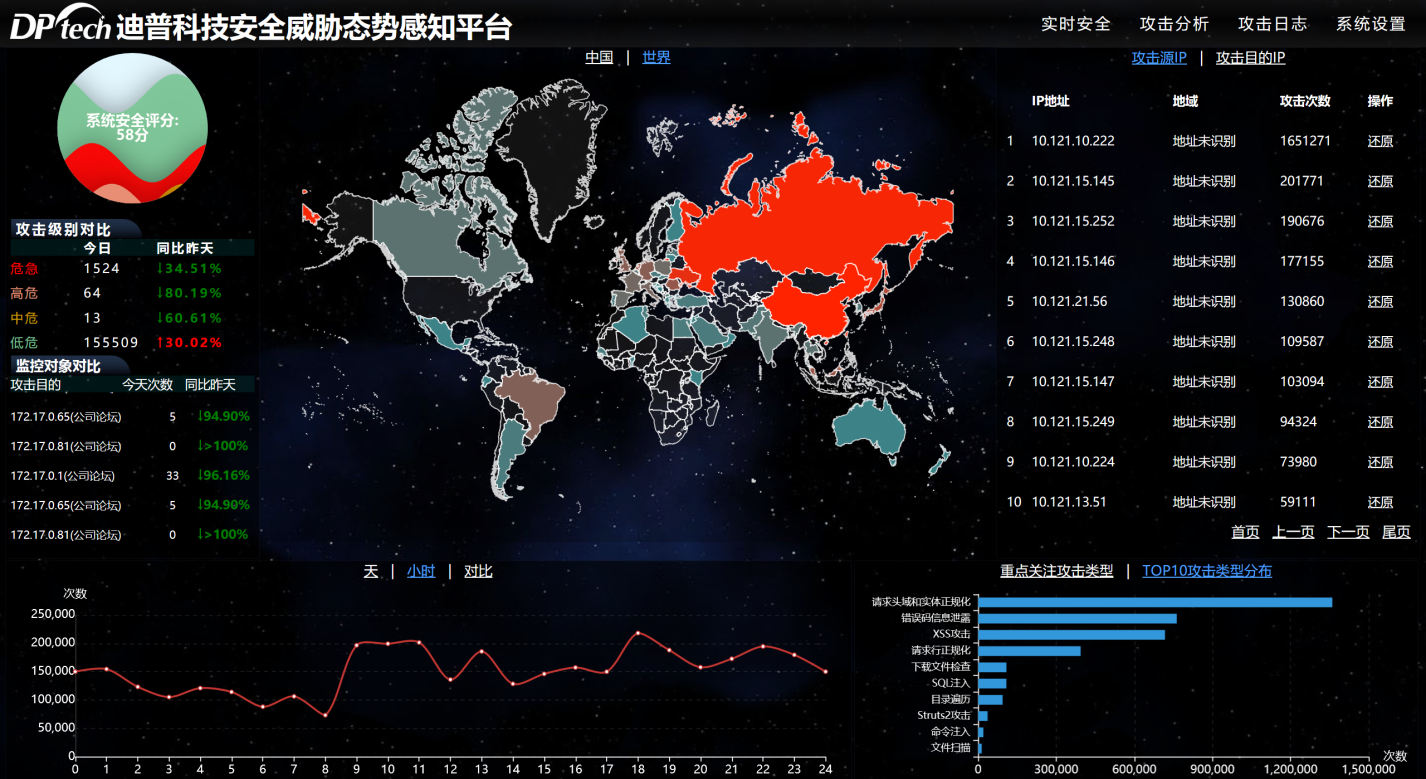 DPtech 迪普科技安全威胁态势感知平台
实时安全 攻击分析 攻击日志 系统设置
系统安全评分:
58分
攻击级别对比
今日 同比昨天
危急 1524 ↓34.51%
高危 64 ↓80.19%
中危 13 ↓60.61%
低危 155509 ↑30.02%
监控对象对比
攻击目的 今天次数 同比昨天
172.17.0.65(公司论坛) 5 ↓94.90%
172.17.0.81(公司论坛) 0 ↓>100%
172.17.0.1(公司论坛) 33 ↓96.16%
172.17.0.65(公司论坛) 5 ↓94.90%
172.17.0.81(公司论坛) 0 ↓>100%
中国 | 世界
攻击源IP | 攻击目的IP
IP地址 地域 攻击次数 操作
1 10.121.10.222 地址未识别 1651271 还原
2 10.121.15.145 地址未识别 201771 还原
3 10.121.15.252 地址未识别 190676 还原
4 10.121.15.146 地址未识别 177155 还原
5 10.121.21.56 地址未识别 130860 还原
6 10.121.15.248 地址未识别 109587 还原
7 10.121.15.147 地址未识别 103094 还原
8 10.121.15.249 地址未识别 94324 还原
9 10.121.10.224 地址未识别 73980 还原
10 10.121.13.51 地址未识别 59111 还原
首页 上一页 下一页 尾页
天 | 小时 | 对比
次数
250,000
200,000
150,000
100,000
50,000
0
0 1 2 3 4 5 6 7 8 9 10 11 12 13 14 15 16 17 18 19 20 21 22 23 24
重点关注攻击类型 | TOP10攻击类型分布
请求头域和实体正规化
错误码信息泄露
XSS攻击
请求行正规化
下载文件检查
SQL注入
目录遍历
Struts2攻击
命令注入
文件扫描
次数
0 300,000 600,000 900,000 1,200,000 1,500,000